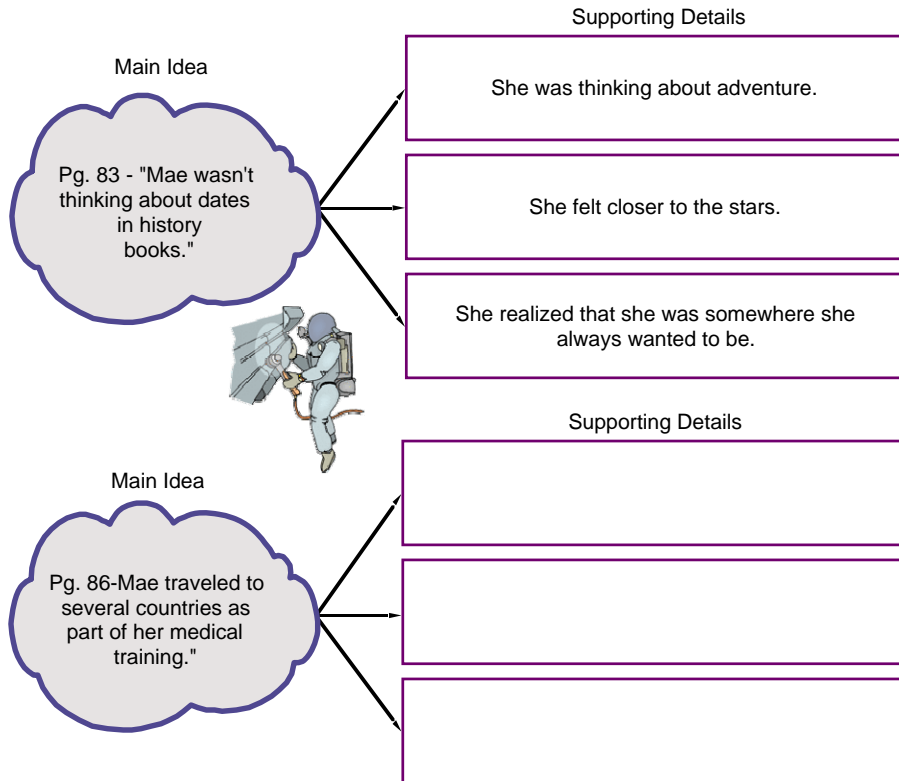 Supporting Details
Main Idea
She was thinking about adventure.
Pg. 83 - "Mae wasn't
thinking about dates
in history
books."
She felt closer to the stars.
She realized that she was somewhere she
always wanted to be.
Supporting Details
Main Idea
Pg. 86-Mae traveled to
several countries as
part of her medical
training."